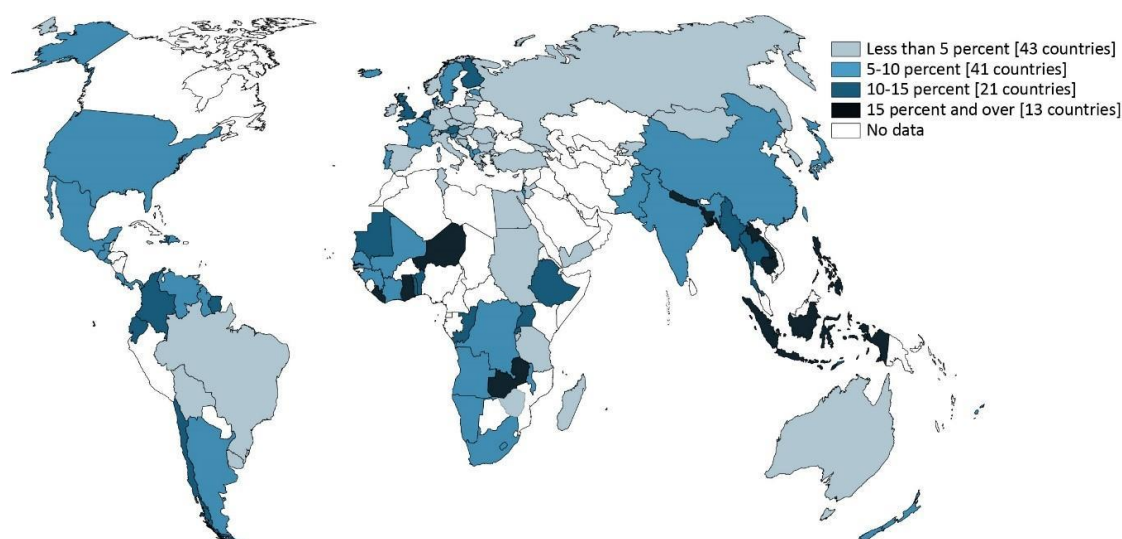 Less than 5 percent [43 countries]
5-10 percent [41 countries]
10-15 percent [21 countries]
15 percent and over [13 countries]
No data